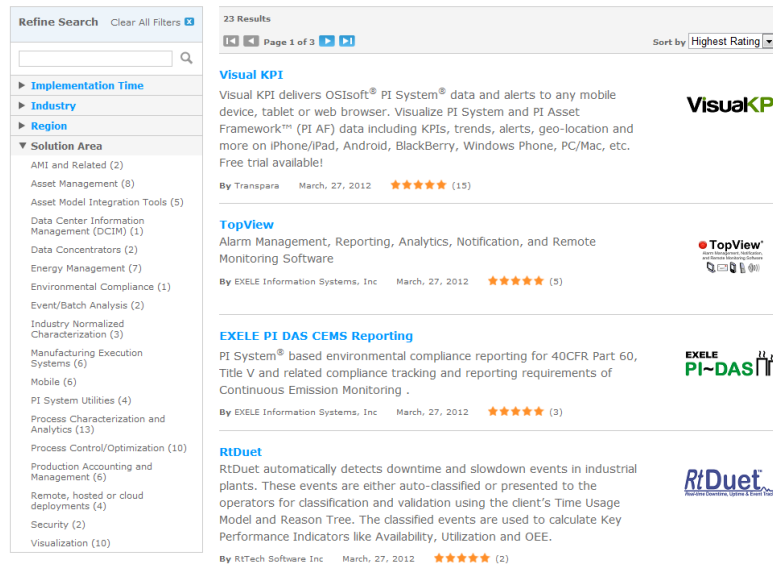 Refine Search Clear All Filters
Implementation Time
Industry
Region
Solution Area
AMI and Related (2)
Asset Management (8)
Asset Model Integration Tools (5)
Data Center Information
Management (DCIM) (1)
Data Concentrators (2)
Energy Management (7)
Environmental Compliance (1)
Event/Batch Analysis (2)
Industry Normalized
Characterization (3)
Manufacturing Execution
Systems (6)
Mobile (6)
PI System Utilities (4)
Process Characterization and
Analytics (13)
Process Control/Optimization (10)
Production Accounting and
Management (6)
Remote, hosted or cloud
deployments (4)
Security (2)
Visualization (10)
23 Results
Page 1 of 3
Sort by Highest Rating
Visual KPI
Visual KPI delivers OSIsoft® PI System® data and alerts to any mobile
device, tablet or web browser. Visualize PI System and PI Asset
Framework™ (PI AF) data including KPIs, trends, alerts, geo-location and
more on iPhone/iPad, Android, BlackBerry, Windows Phone, PC/Mac, etc.
Free trial available!
By Transpara March, 27, 2012 (15)
VisualKP
TopView
Alarm Management, Reporting, Analytics, Notification, and Remote
Monitoring Software
By EXELE Information Systems, Inc March, 27, 2012 (5)
TopView
Alarm Management, Notification,
and Remote Monitoring Software
EXELE PI DAS CEMS Reporting
PI System® based environmental compliance reporting for 40CFR Part 60,
Title V and related compliance tracking and reporting requirements of
Continuous Emission Monitoring .
By EXELE Information Systems, Inc March, 27, 2012 (3)
EXELE
PI~DAS
RtDuet
RtDuet automatically detects downtime and slowdown events in industrial
plants. These events are either auto-classified or presented to the
operators for classification and validation using the client's Time Usage
Model and Reason Tree. The classified events are used to calculate Key
Performance Indicators like Availability, Utilization and OEE.
By RtTech Software Inc March, 27, 2012 (2)
RtDuet
Real-time Downtime, Uptime & Event